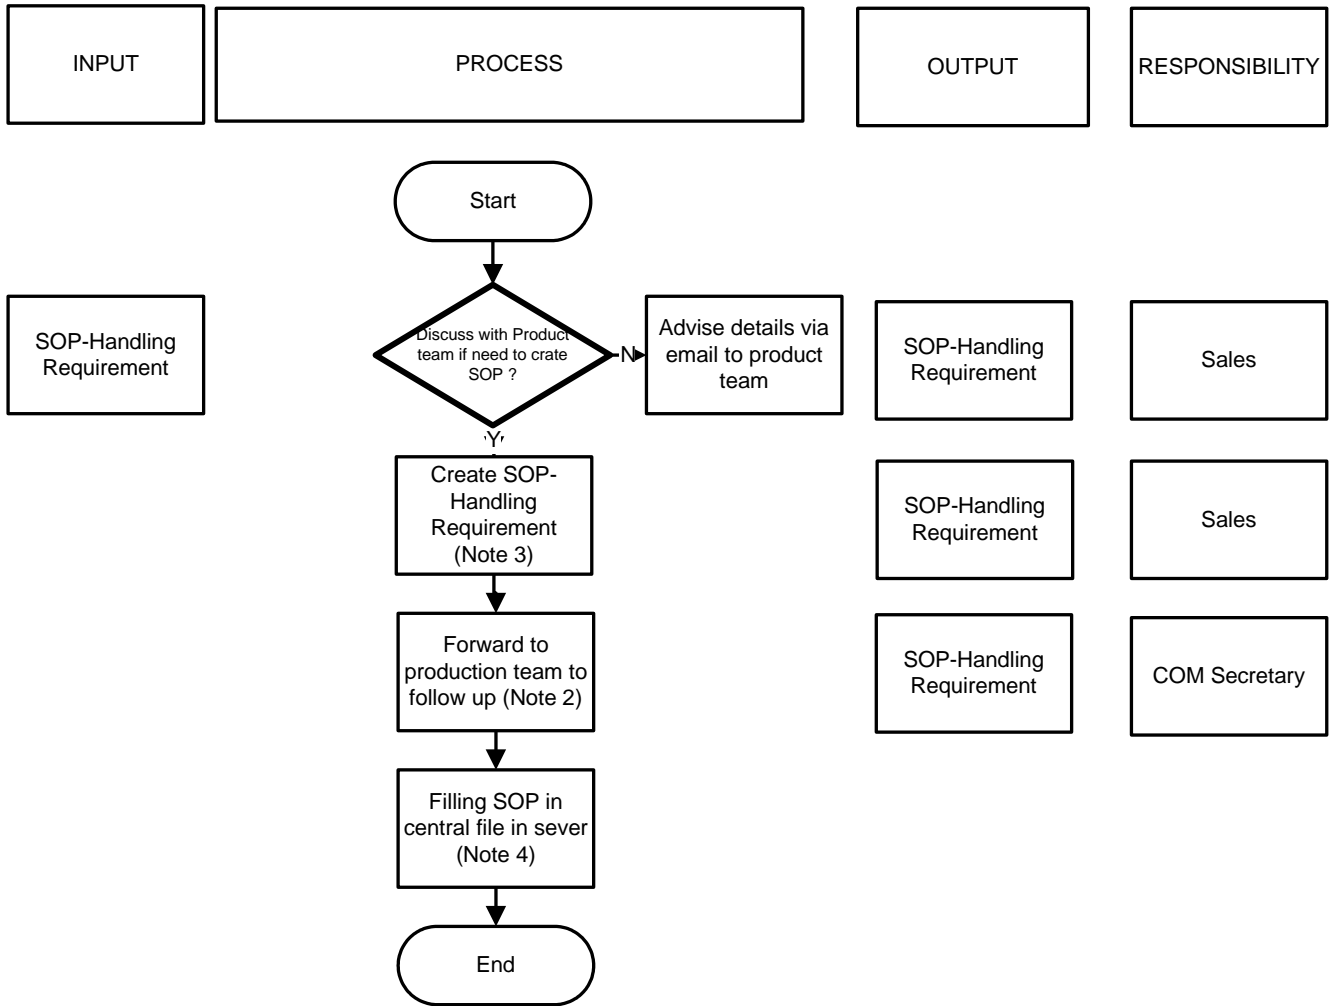 INPUT
PROCESS
OUTPUT
RESPONSIBILITY
Start
SOP-Handling
Requirement
Discuss with Product
team if need to crate
SOP ?
N
Advise details via
email to product
team
SOP-Handling
Requirement
Sales
Y
Create SOP-
Handling
Requirement
(Note 3)
SOP-Handling
Requirement
Sales
Forward to
production team to
follow up (Note 2)
SOP-Handling
Requirement
COM Secretary
Filling SOP in
central file in sever
(Note 4)
End